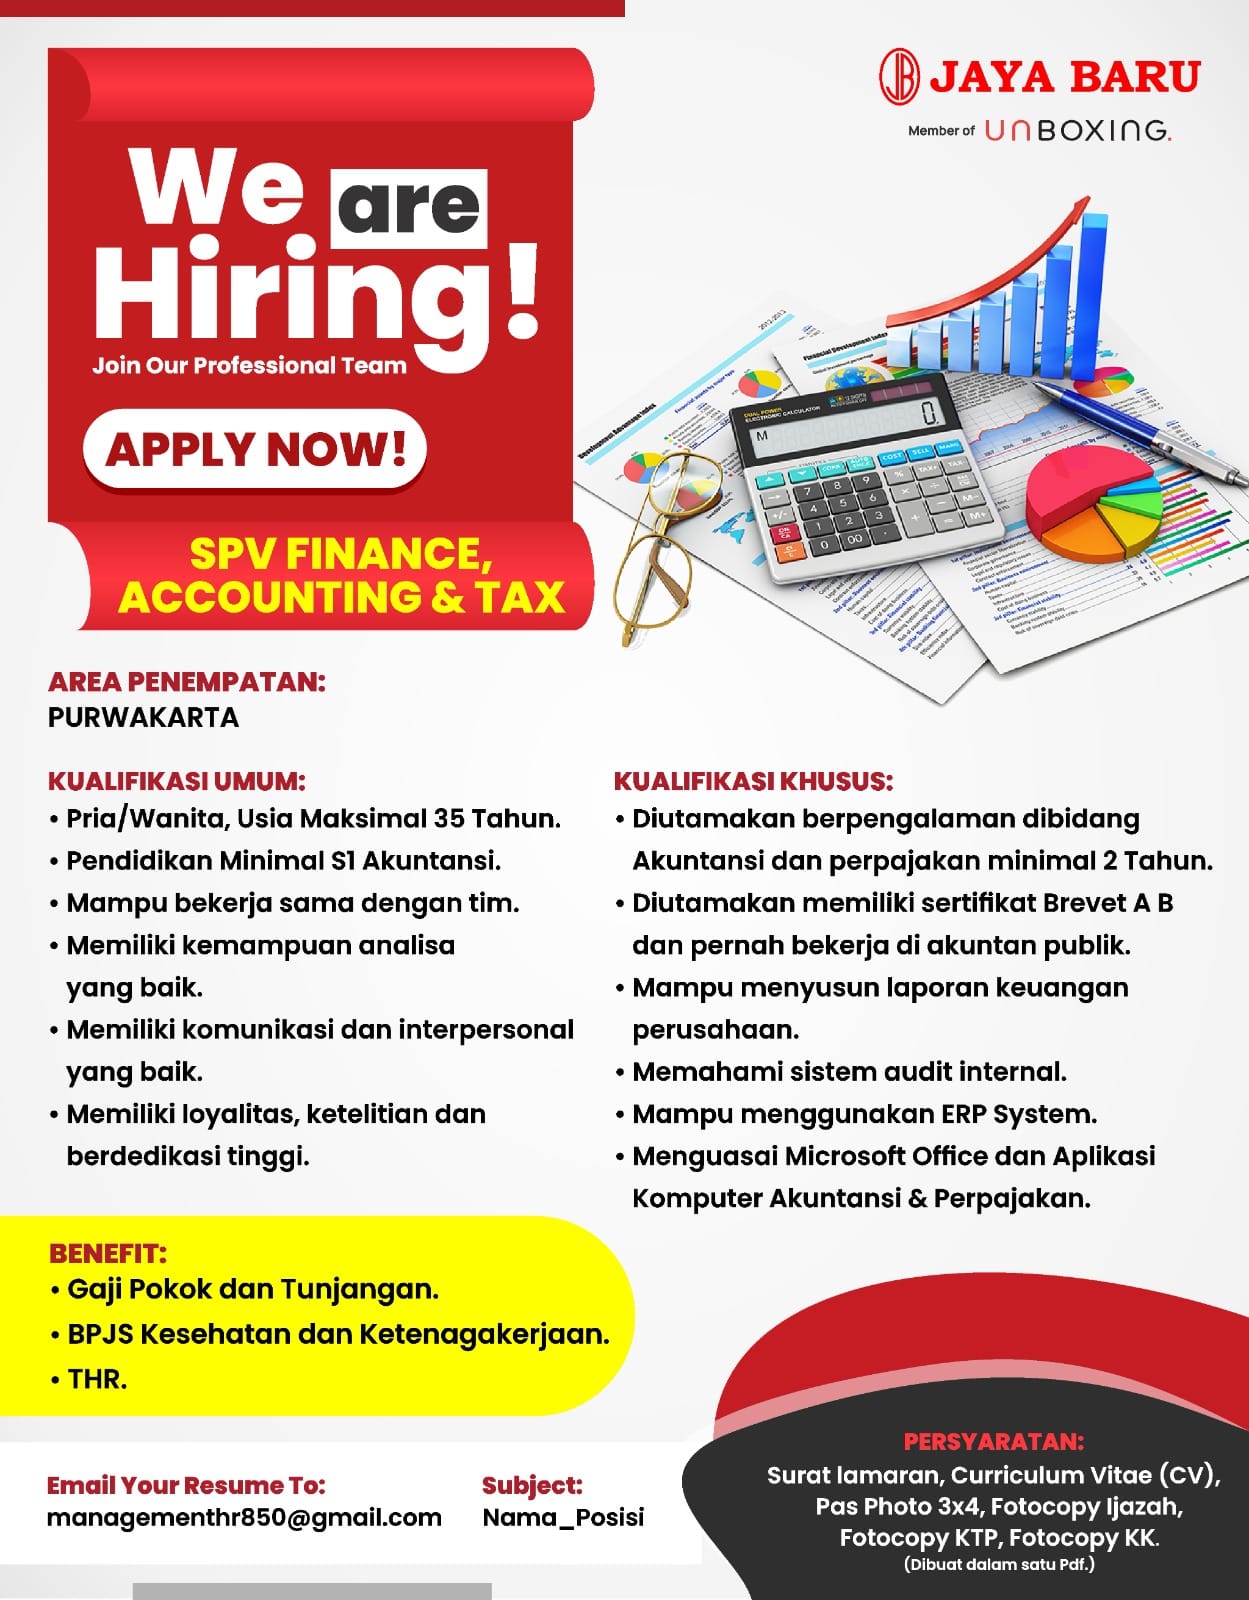 JB JAYA BARU
Member of UNBOXING.
We are
Hiring!
Join Our Professional Team
APPLY NOW!
SPV FINANCE,
ACCOUNTING & TAX
AREA PENEMPATAN:
PURWAKARTA
KUALIFIKASI UMUM:
• Pria/Wanita, Usia Maksimal 35 Tahun.
• Pendidikan Minimal S1 Akuntansi.
• Mampu bekerja sama dengan tim.
• Memiliki kemampuan analisa
yang baik.
• Memiliki komunikasi dan interpersonal
yang baik.
• Memiliki loyalitas, ketelitian dan
berdedikasi tinggi.
KUALIFIKASI KHUSUS:
• Diutamakan berpengalaman dibidang
Akuntansi dan perpajakan minimal 2 Tahun.
• Diutamakan memiliki sertifikat Brevet A B
dan pernah bekerja di akuntan publik.
• Mampu menyusun laporan keuangan
perusahaan.
• Memahami sistem audit internal.
• Mampu menggunakan ERP System.
• Menguasai Microsoft Office dan Aplikasi
Komputer Akuntansi & Perpajakan.
BENEFIT:
• Gaji Pokok dan Tunjangan.
• BPJS Kesehatan dan Ketenagakerjaan.
• THR.
Email Your Resume To:
managementhr850@gmail.com
Subject:
Nama_Posisi
PERSYARATAN:
Surat lamaran, Curriculum Vitae (CV),
Pas Photo 3x4, Fotocopy Ijazah,
Fotocopy KTP, Fotocopy KK.
(Dibuat dalam satu Pdf.)